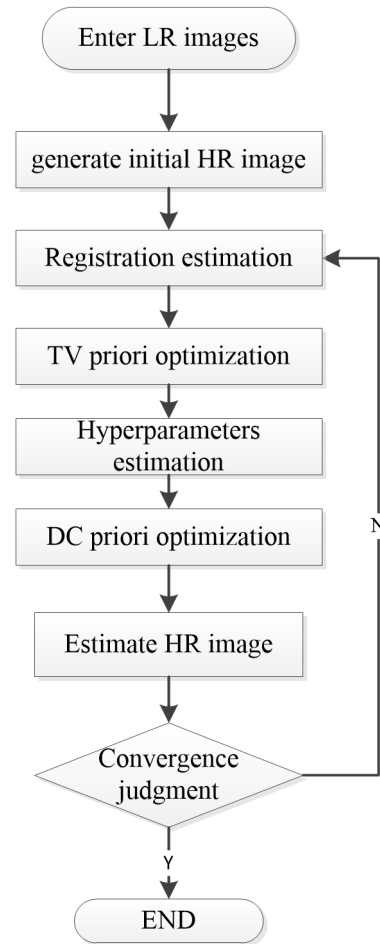 Enter LR images
generate initial HR image
Registration estimation
TV priori optimization
Hyperparameters
estimation
DC priori optimization
N
Estimate HR image
Convergence
judgment
Y
END